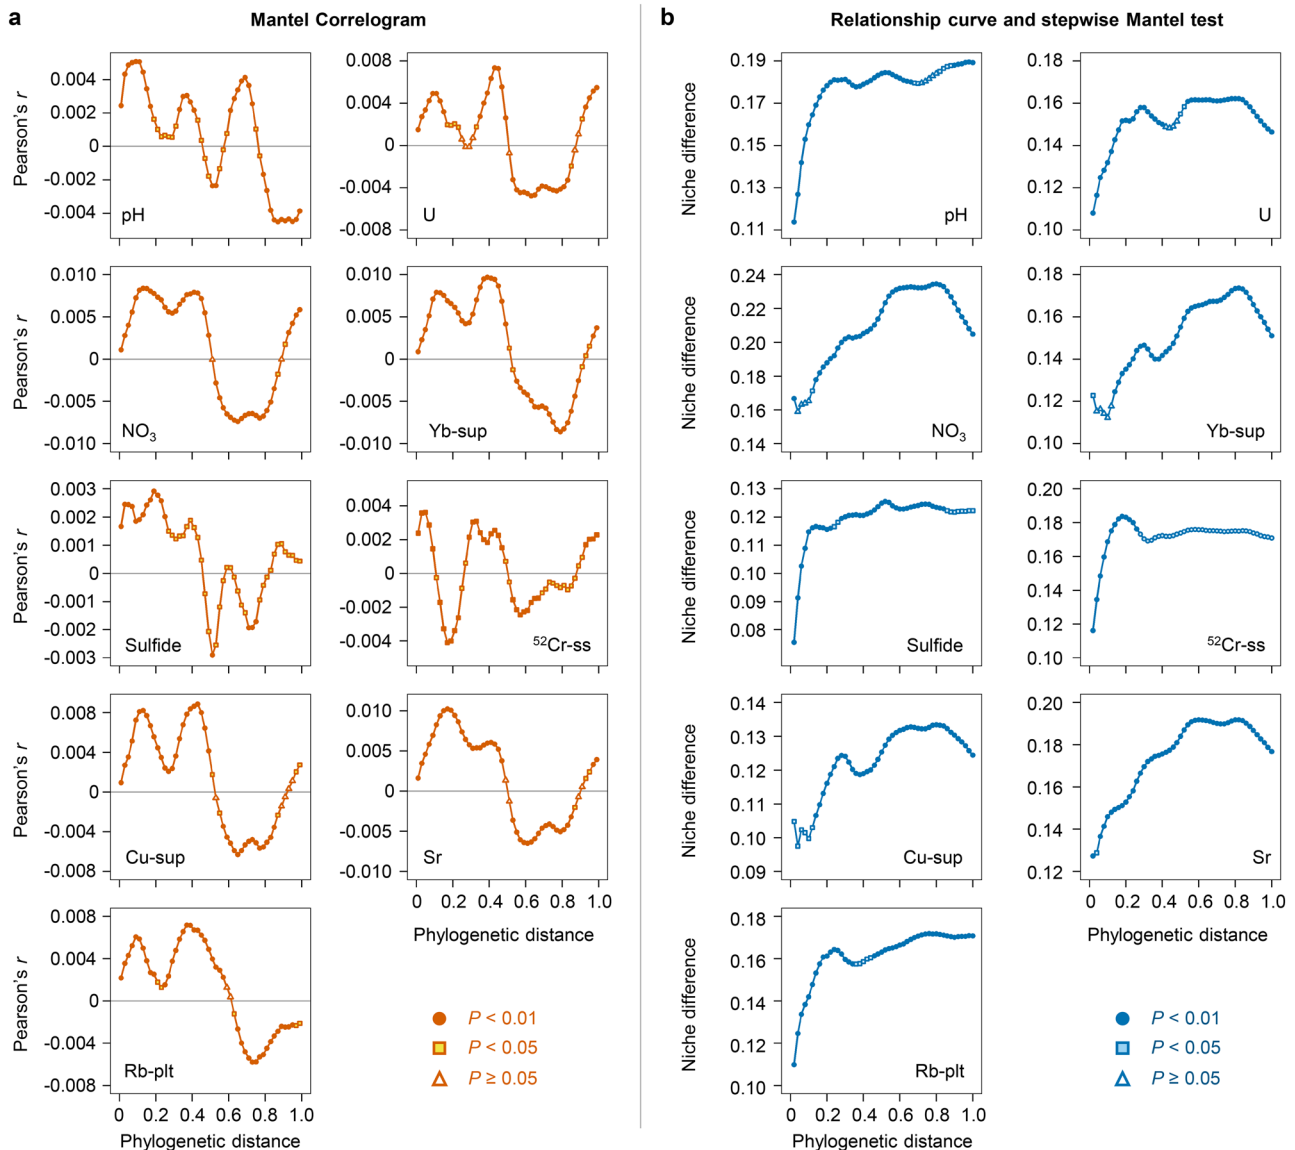 a
Mantel Correlogram
Pearson's r
0.004
0.002
0
-0.002
-0.004
pH
0.008
0.004
0
-0.004
-0.008
U
Pearson's r
0.010
0.005
0
-0.005
-0.010
NO3
0.010
0.005
0
-0.005
-0.010
Yb-sup
Pearson's r
0.003
0.002
0.001
0
-0.001
-0.002
-0.003
Sulfide
0.004
0.002
0
-0.002
-0.004
52Cr-ss
Pearson's r
0.008
0.004
0
-0.004
-0.008
Cu-sup
0.010
0.005
0
-0.005
-0.010
Sr
0 0.2 0.4 0.6 0.8 1.0
Phylogenetic distance
Pearson's r
0.008
0.004
0
-0.004
-0.008
Rb-plt
0 0.2 0.4 0.6 0.8 1.0
Phylogenetic distance
P < 0.01
P < 0.05
P ≥ 0.05
b
Relationship curve and stepwise Mantel test
Niche difference
0.19
0.17
0.15
0.13
0.11
pH
0.18
0.16
0.14
0.12
0.10
U
Niche difference
0.24
0.22
0.20
0.18
0.16
0.14
NO3
0.18
0.16
0.14
0.12
0.10
Yb-sup
Niche difference
0.13
0.12
0.11
0.10
0.09
0.08
Sulfide
0.20
0.18
0.16
0.14
0.12
0.10
52Cr-ss
Niche difference
0.14
0.13
0.12
0.11
0.10
0.09
Cu-sup
0.20
0.18
0.16
0.14
0.12
Sr
0 0.2 0.4 0.6 0.8 1.0
Phylogenetic distance
Niche difference
0.18
0.16
0.14
0.12
0.10
Rb-plt
0 0.2 0.4 0.6 0.8 1.0
Phylogenetic distance
P < 0.01
P < 0.05
P ≥ 0.05